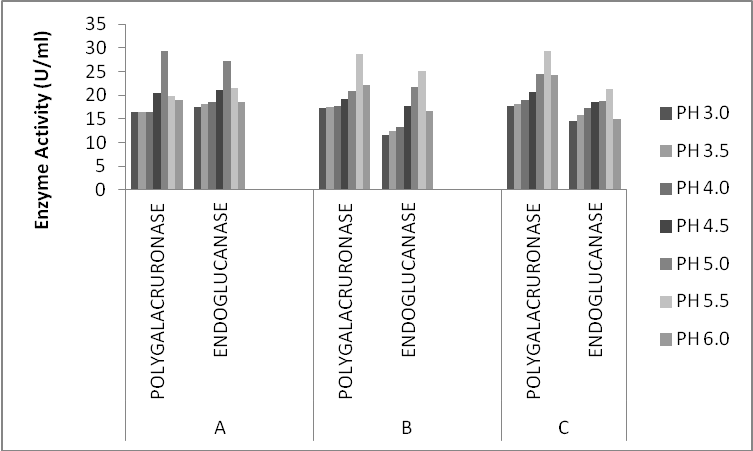 Enzyme Activity (U/ml)
35
30
25
20
15
10
5
0
POLYGALACRURONASE
ENDOGLUCANASE
POLYGALACRURONASE
ENDOGLUCANASE
POLYGALACRURONASE
ENDOGLUCANASE
A
B
C
PH 3.0
PH 3.5
PH 4.0
PH 4.5
PH 5.0
PH 5.5
PH 6.0